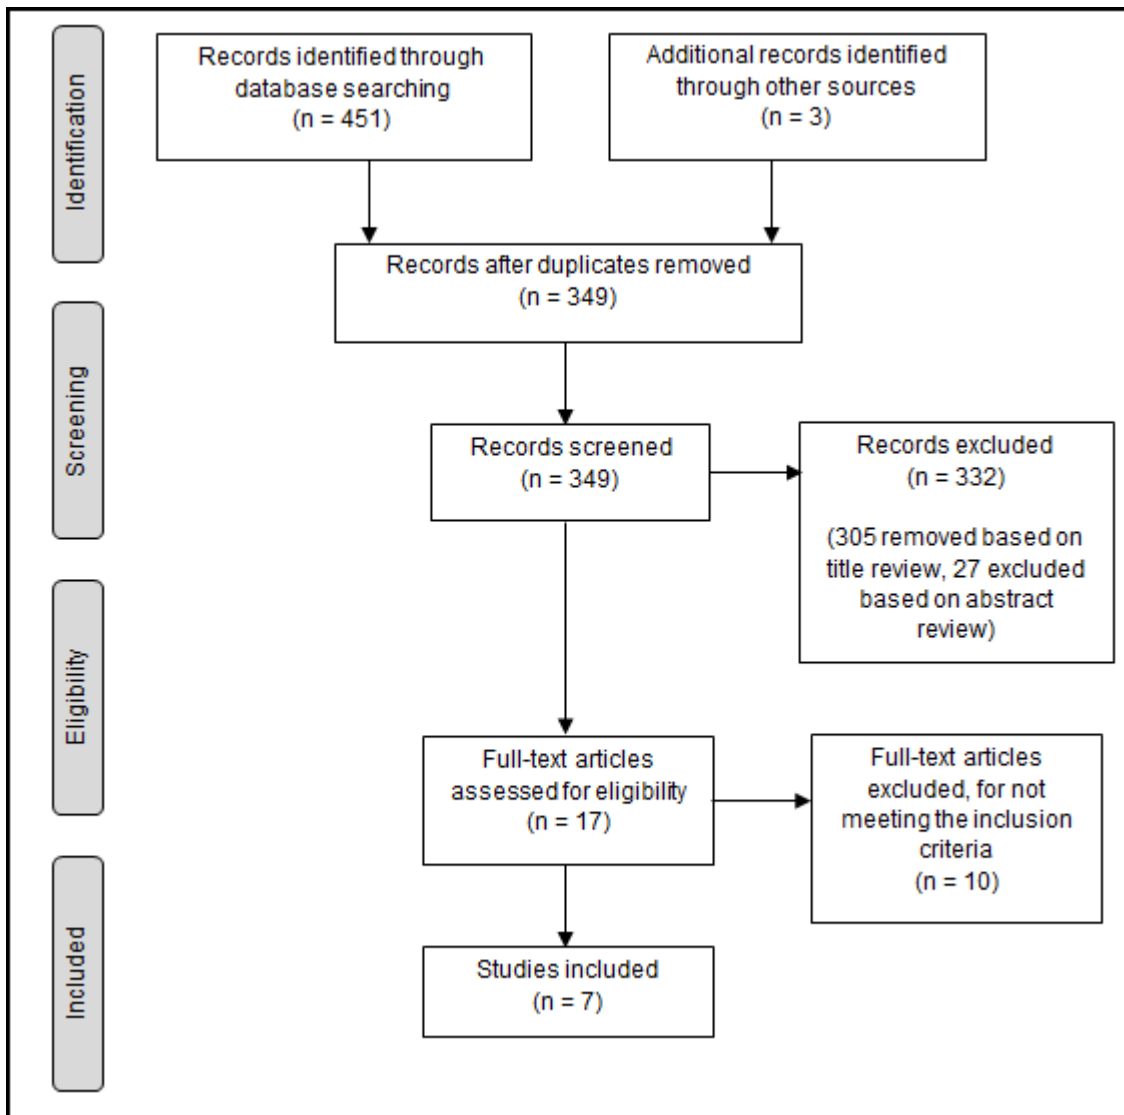 Identification
Records identified through
database searching
(n = 451)
Additional records identified
through other sources
(n = 3)
Records after duplicates removed
(n = 349)
Screening
Records screened
(n = 349)
Records excluded
(n = 332)
(305 removed based on
title review, 27 excluded
based on abstract
review)
Eligibility
Full-text articles
assessed for eligibility
(n = 17)
Full-text articles
excluded, for not
meeting the inclusion
criteria
(n = 10)
Included
Studies included
(n = 7)